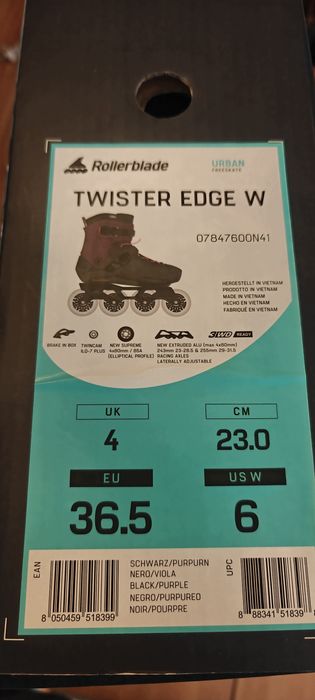 Rollerblade
URBAN
FREESKATE
TWISTER EDGE W
07847600N41
HERGESTELLT IN VIETNAM
PRODOTTO IN VIETNAM
MADE IN VIETNAM
HECHO EN VIETNAM
FABRIQUÉ EN VIETNAM
3WD READY
BRAKE IN BOX
TWINCAM
ILQ-7 PLUS
NEW SUPREME
4x80mm / 85A
(ELLIPTICAL PROFILE)
NEW EXTRUDED ALU (max 4x80mm)
243mm 23-28.5 & 255mm 29-31.5
RACING AXLES
LATERALLY ADJUSTABLE
UK
CM
4
23.0
EU
US W
36.5
6
EAN
SCHWARZ/PURPURN
NERO/VIOLA
BLACK/PURPLE
NEGRO/PURPUREO
NOIR/POURPRE
UPC
8 050459 518399
8 88341 51839